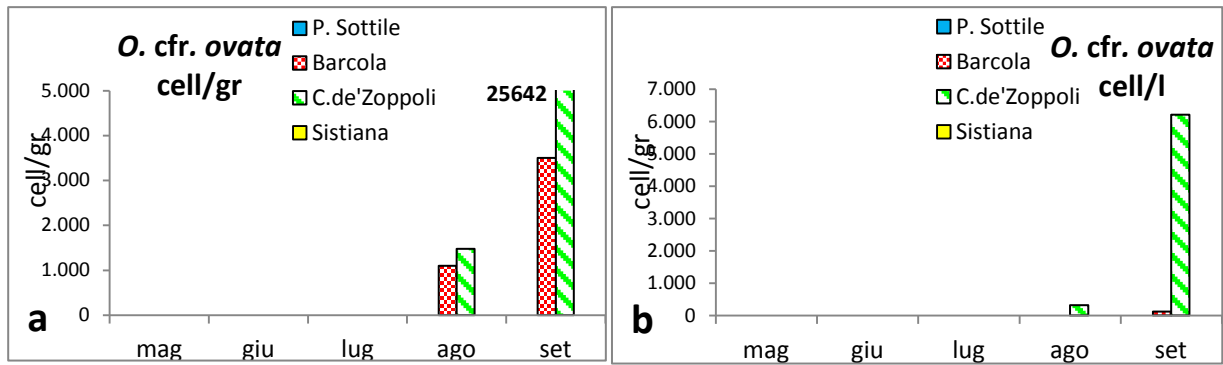 O. cfr. ovata
cell/gr
P. Sottile
Barcola
C.de'Zoppoli
Sistiana
25642
cell/gr
5.000
4.000
3.000
2.000
1.000
0
mag giu lug ago set
a
O. cfr. ovata
cell/l
P. Sottile
Barcola
C.de'Zoppoli
Sistiana
cell/gr
7.000
6.000
5.000
4.000
3.000
2.000
1.000
0
mag giu lug ago set
b